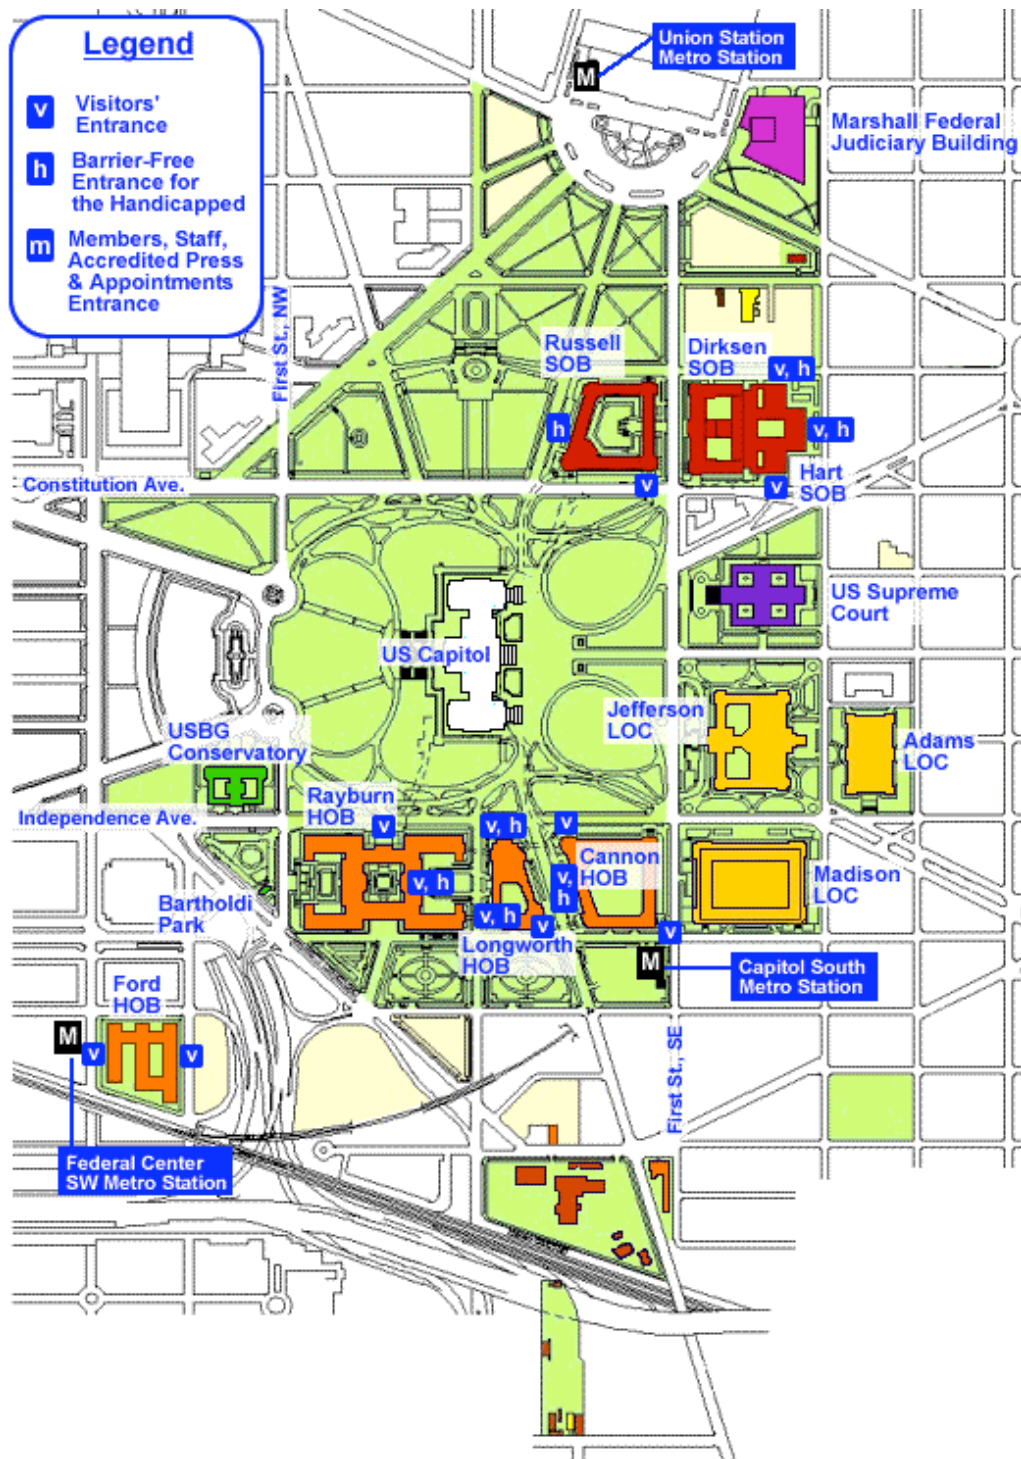 Legend
v Visitors'
Entrance
h Barrier-Free
Entrance for
the Handicapped
m Members, Staff,
Accredited Press
& Appointments
Entrance
Union Station
Metro Station
M
Marshall Federal
Judiciary Building
First St., NW
Russell
SOB
Dirksen
SOB
v, h
h
v, h
v
v
Hart
SOB
Constitution Ave.
US Supreme
Court
US Capitol
Jefferson
LOC
Adams
LOC
USBG
Conservatory
Rayburn
HOB
Independence Ave.
v
v, h
v
Cannon
HOB
v, h
v,
h
Madison
LOC
Bartholdi
Park
v, h
v
v
Longworth
HOB
M
Capitol South
Metro Station
Ford
HOB
M
v
v
First St., SE
Federal Center
SW Metro Station